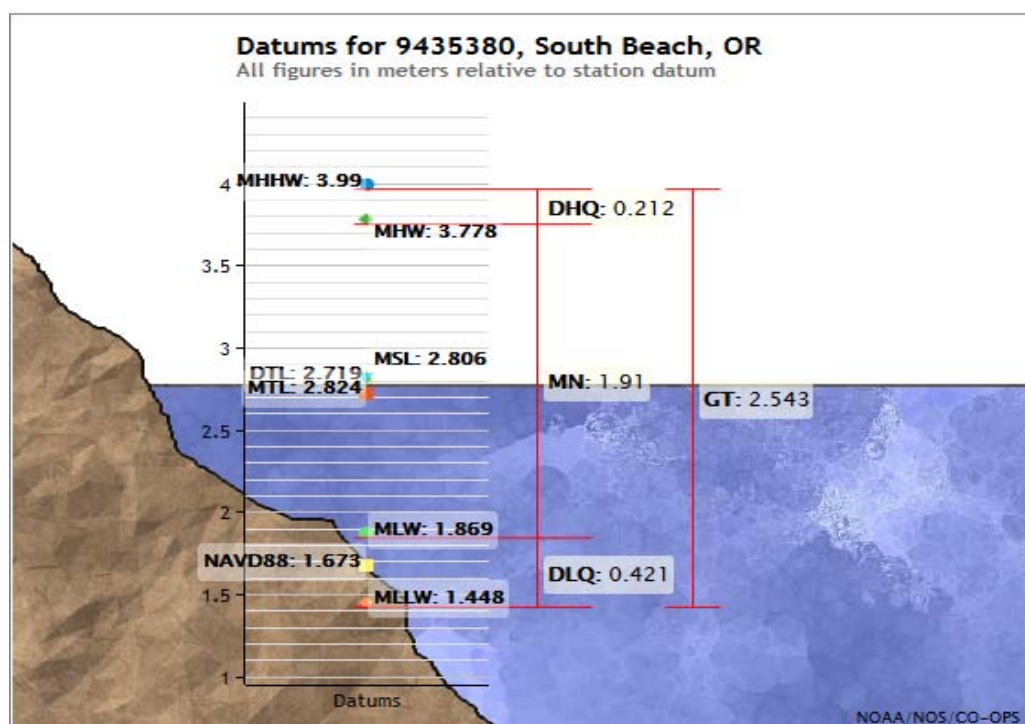 Datums for 9435380, South Beach, OR
All figures in meters relative to station datum
4
MHHW: 3.99
DHQ: 0.212
MHW: 3.778
3.5
3
MSL: 2.806
DTL: 2.719
MTL: 2.824
MN: 1.91
GT: 2.543
2.5
2
MLW: 1.869
NAVD88: 1.673
DLQ: 0.421
1.5
MLLW: 1.448
1
Datums
NOAA/NOS/CO-OPS